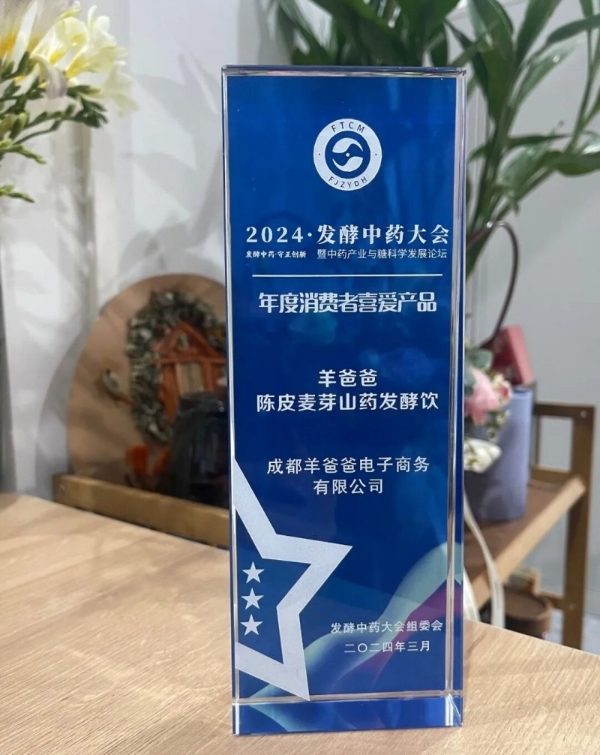 FTCM
FJZYDH
2024·发酵中药大会
发酵中药·守正创新 暨中药产业与糖科学发展论坛
年度消费者喜爱产品
羊爸爸
陈皮麦芽山药发酵饮
成都羊爸爸电子商务
有限公司
发酵中药大会组委会
二〇二四年三月